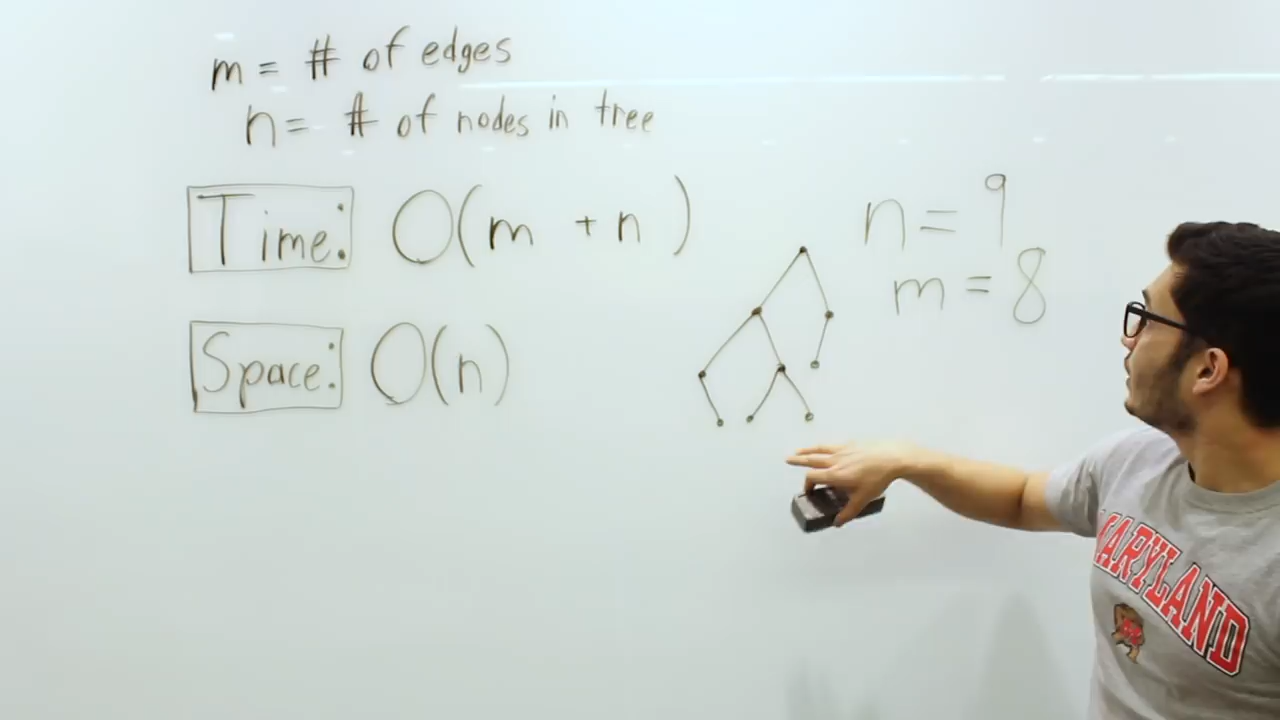 m = # of edges
n = # of nodes in tree
Time: O(m + n)
Space: O(n)
n = 9
m = 8
MARYLAND